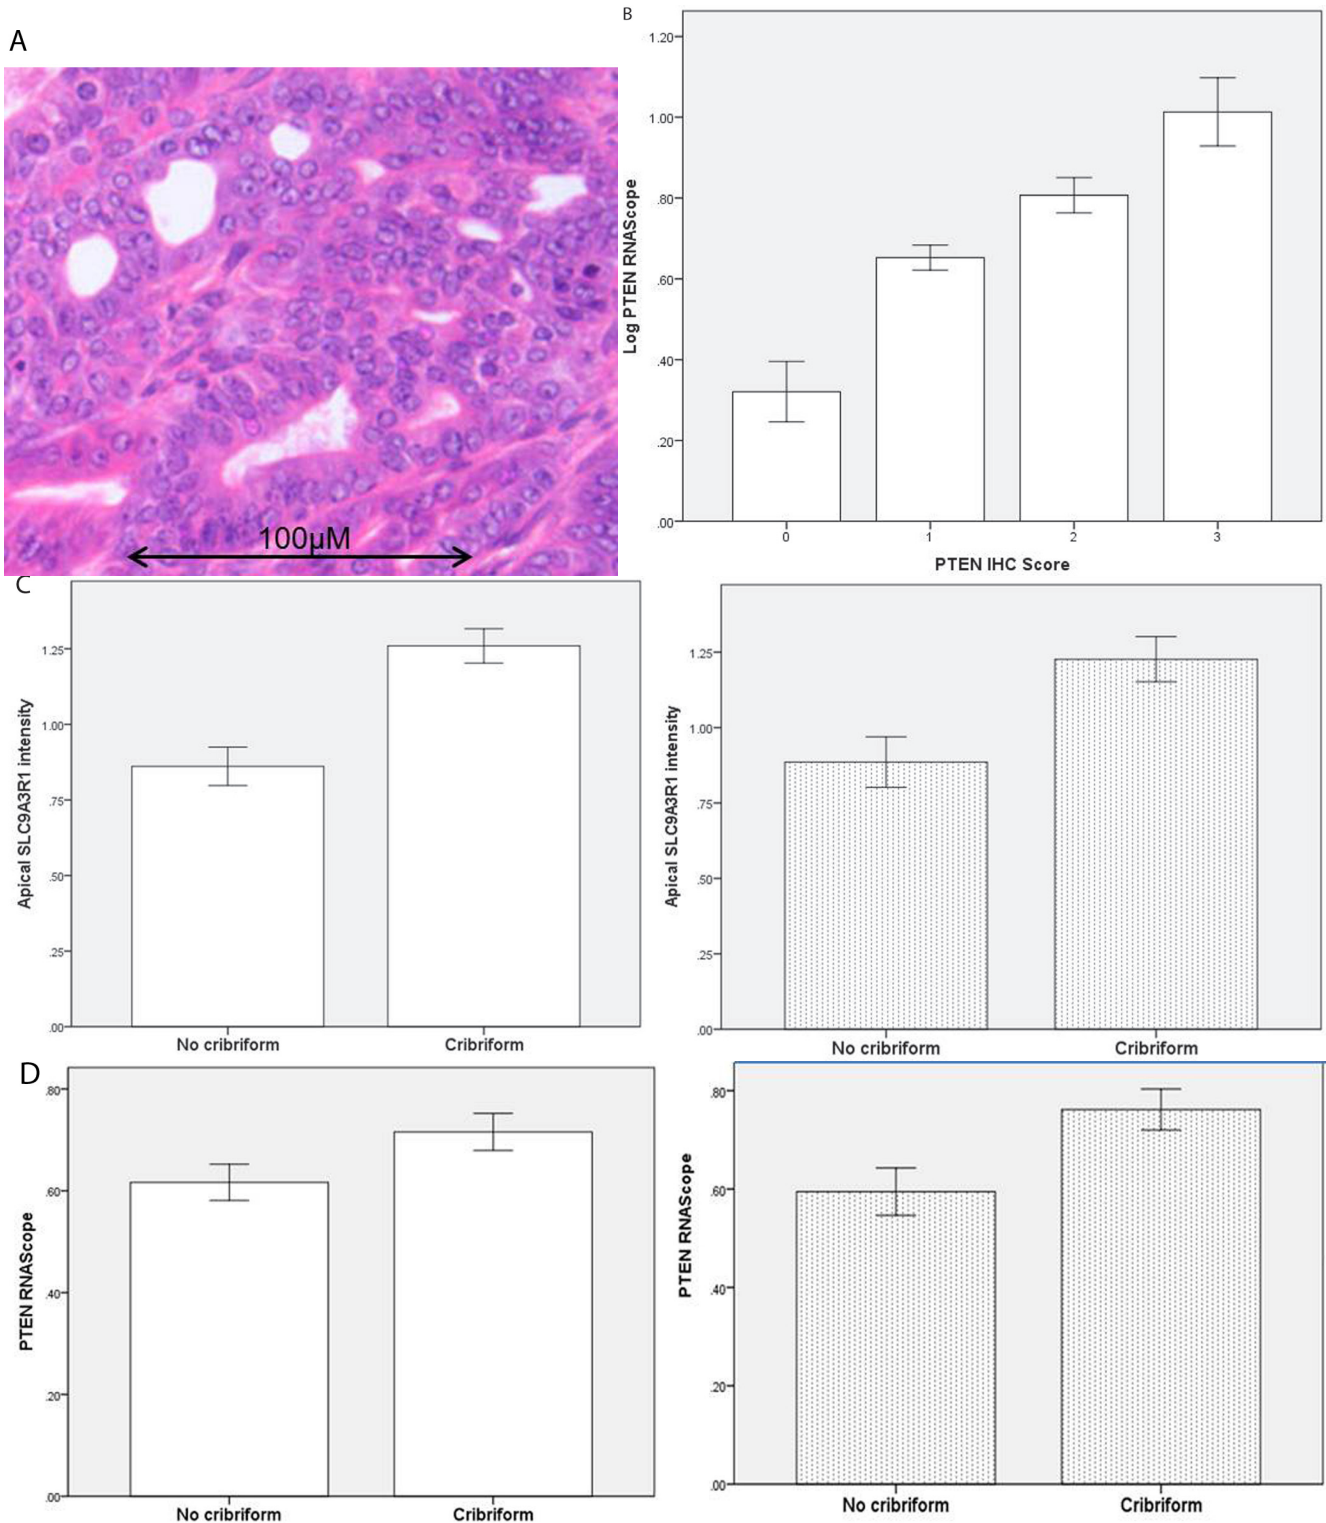 A
100µM
B
Log PTEN RNAScope
1.20
1.00
.80
.60
.40
.20
.00
0 1 2 3
PTEN IHC Score
C
Apical SLC9A3R1 intensity
1.25
1.00
.75
.50
.25
.00
No cribriform Cribriform
Apical SLC9A3R1 intensity
1.25
1.00
.75
.50
.25
.00
No cribriform Cribriform
D
PTEN RNAScope
.80
.60
.40
.20
.00
No cribriform Cribriform
PTEN RNAScope
.80
.60
.40
.20
.00
No cribriform Cribriform